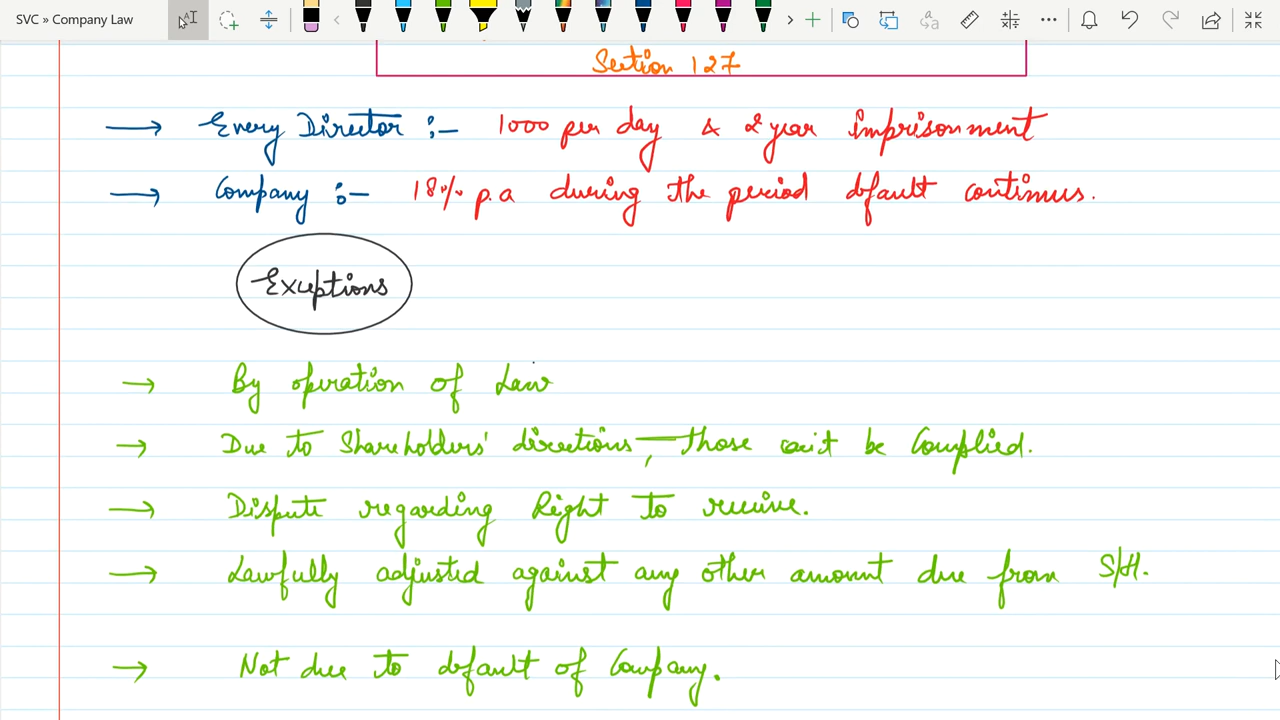 SVC » Company Law
Section 127
→ Every Director :- 1000 per day & 2 year imprisonment
→ Company :- 18% p.a during the period default continues.
Exceptions
→ By operation of Law
→ Due to Shareholders' directions, those can't be Complied.
→ Dispute regarding Right to receive.
→ Lawfully adjusted against any other amount due from S/H.
→ Not due to default of Company.